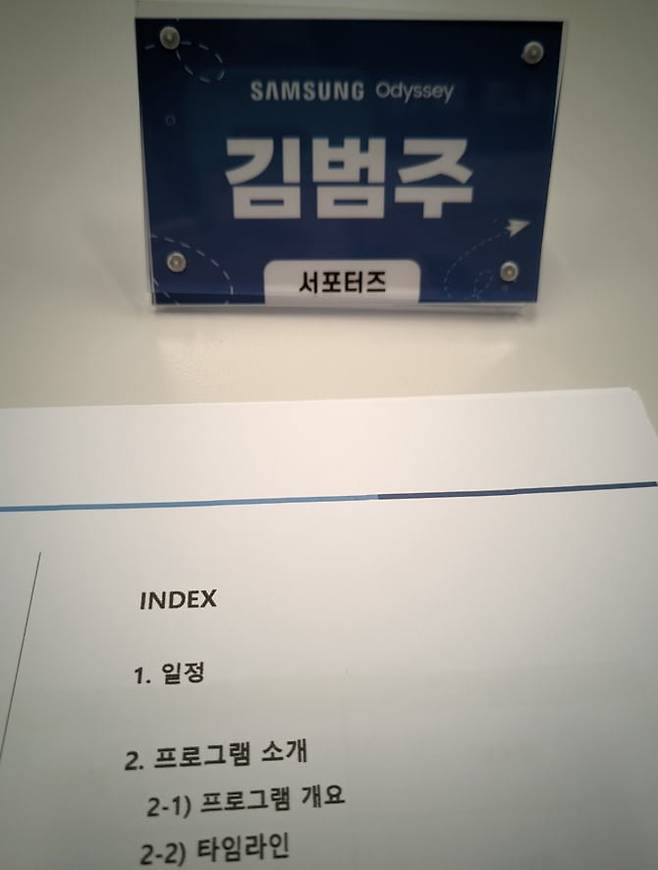 SAMSUNG Odyssey
김범주
서포터즈
INDEX
1. 일정
2. 프로그램 소개
2-1) 프로그램 개요
2-2) 타임라인